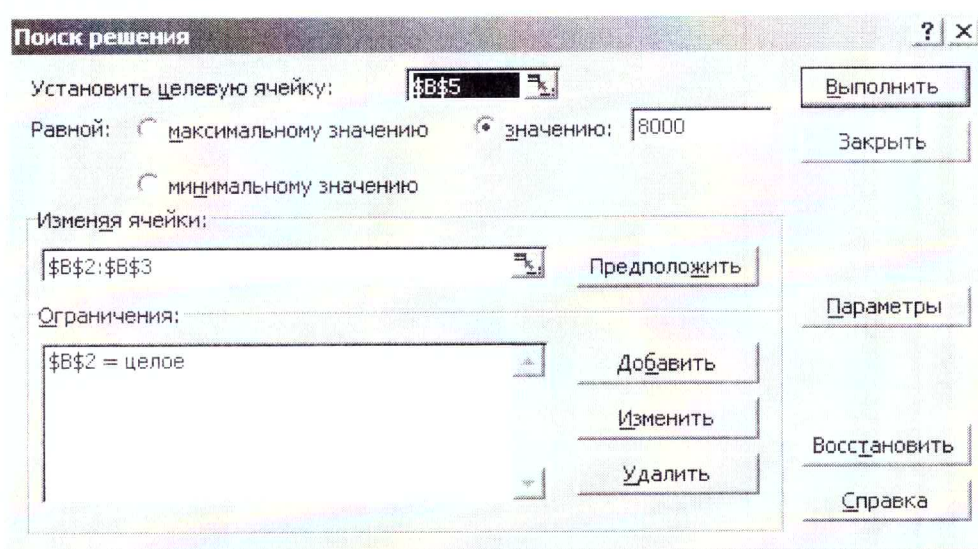 Поиск решения ? ×
Установить целевую ячейку: $B$5 Выполнить
Равной: максимальному значению значению: 8000 Закрыть
минимальному значению
Изменяя ячейки:
$B$2:$B$3 Предположить
Параметры
Ограничения:
$B$2 = целое Добавить
Изменить
Восстановить
Удалить
Справка